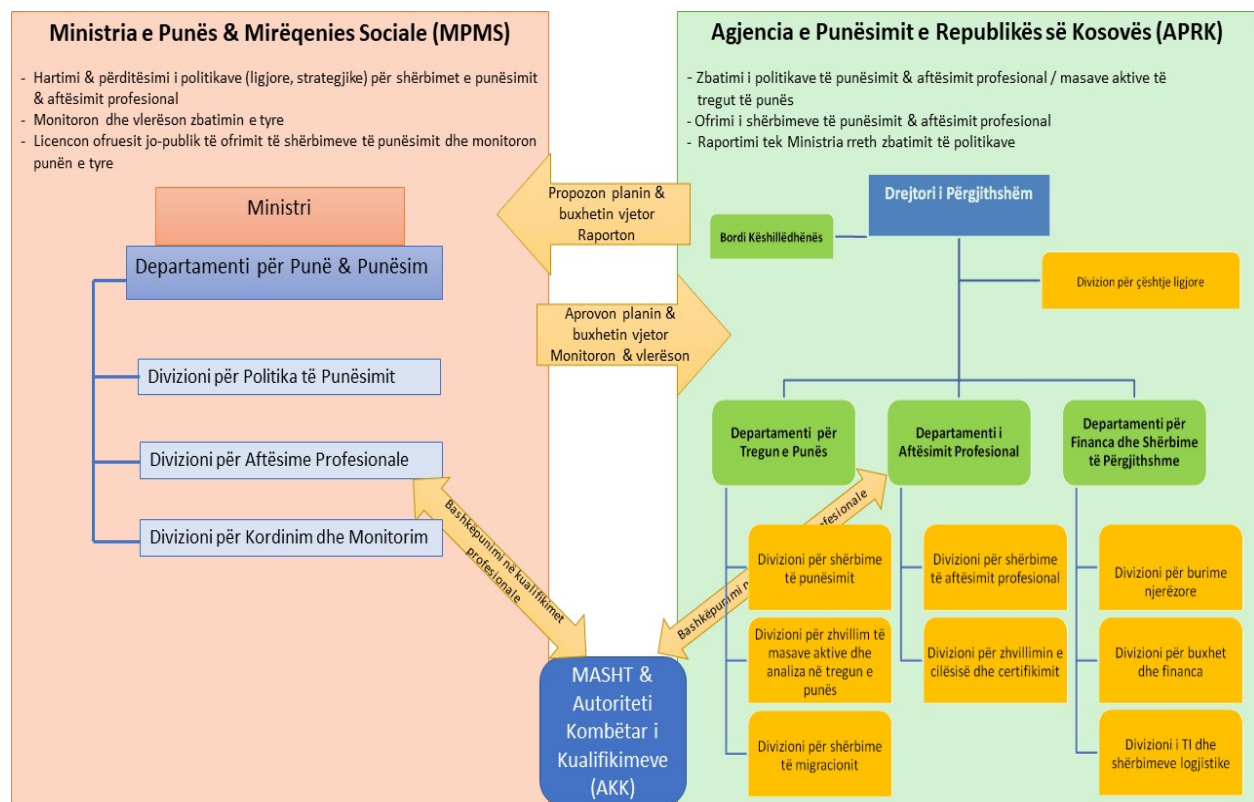 Ministria e Punës & Mirëqenies Sociale (MPMS)
- Hartimi & përditësimi i politikave (ligjore, strategjike) për shërbimet e punësimit
& aftësimit profesional
- Monitoron dhe vlerëson zbatimin e tyre
- Licencon ofruesit jo-publik të ofrimit të shërbimeve të punësimit dhe monitoron
punën e tyre
Ministri
Departamenti për Punë & Punësim
Divizioni për Politika të Punësimit
Divizioni për Aftësime Profesionale
Divizioni për Kordinim dhe Monitorim
Propozon planin &
buxhetin vjetor
Raporton
Aprovon planin &
buxhetin vjetor
Monitoron & vlerëson
Bashkëpunimi në kualifikimet
profesionale
MASHT &
Autoriteti
Kombëtar i
Kualifikimeve
(AKK)
Agjencia e Punësimit e Republikës së Kosovës (APRK)
- Zbatimi i politikave të punësimit & aftësimit profesional / masave aktive të
tregut të punës
- Ofrimi i shërbimeve të punësimit & aftësimit profesional
- Raportimi tek Ministria rreth zbatimit të politikave
Drejtori i Përgjithshëm
Bordi Këshillëdhënës
Divizion për çështje ligjore
Departamenti për
Tregun e Punës
Divizioni për shërbime
të punësimit
Divizioni për zhvillim të
masave aktive dhe
analiza në tregun e
punës
Divizioni për shërbime
të migracionit
Departamenti i
Aftësimit Profesional
Divizioni për shërbime
të aftësimit profesional
Divizioni për zhvillimin e
cilësisë dhe certifikimit
Departamenti për
Financa dhe Shërbime
të Përgjithshme
Divizioni për burime
njerëzore
Divizioni për buxhet dhe
financa
Divizioni i TI dhe
shërbimeve logjistike
Bashkëpunimi